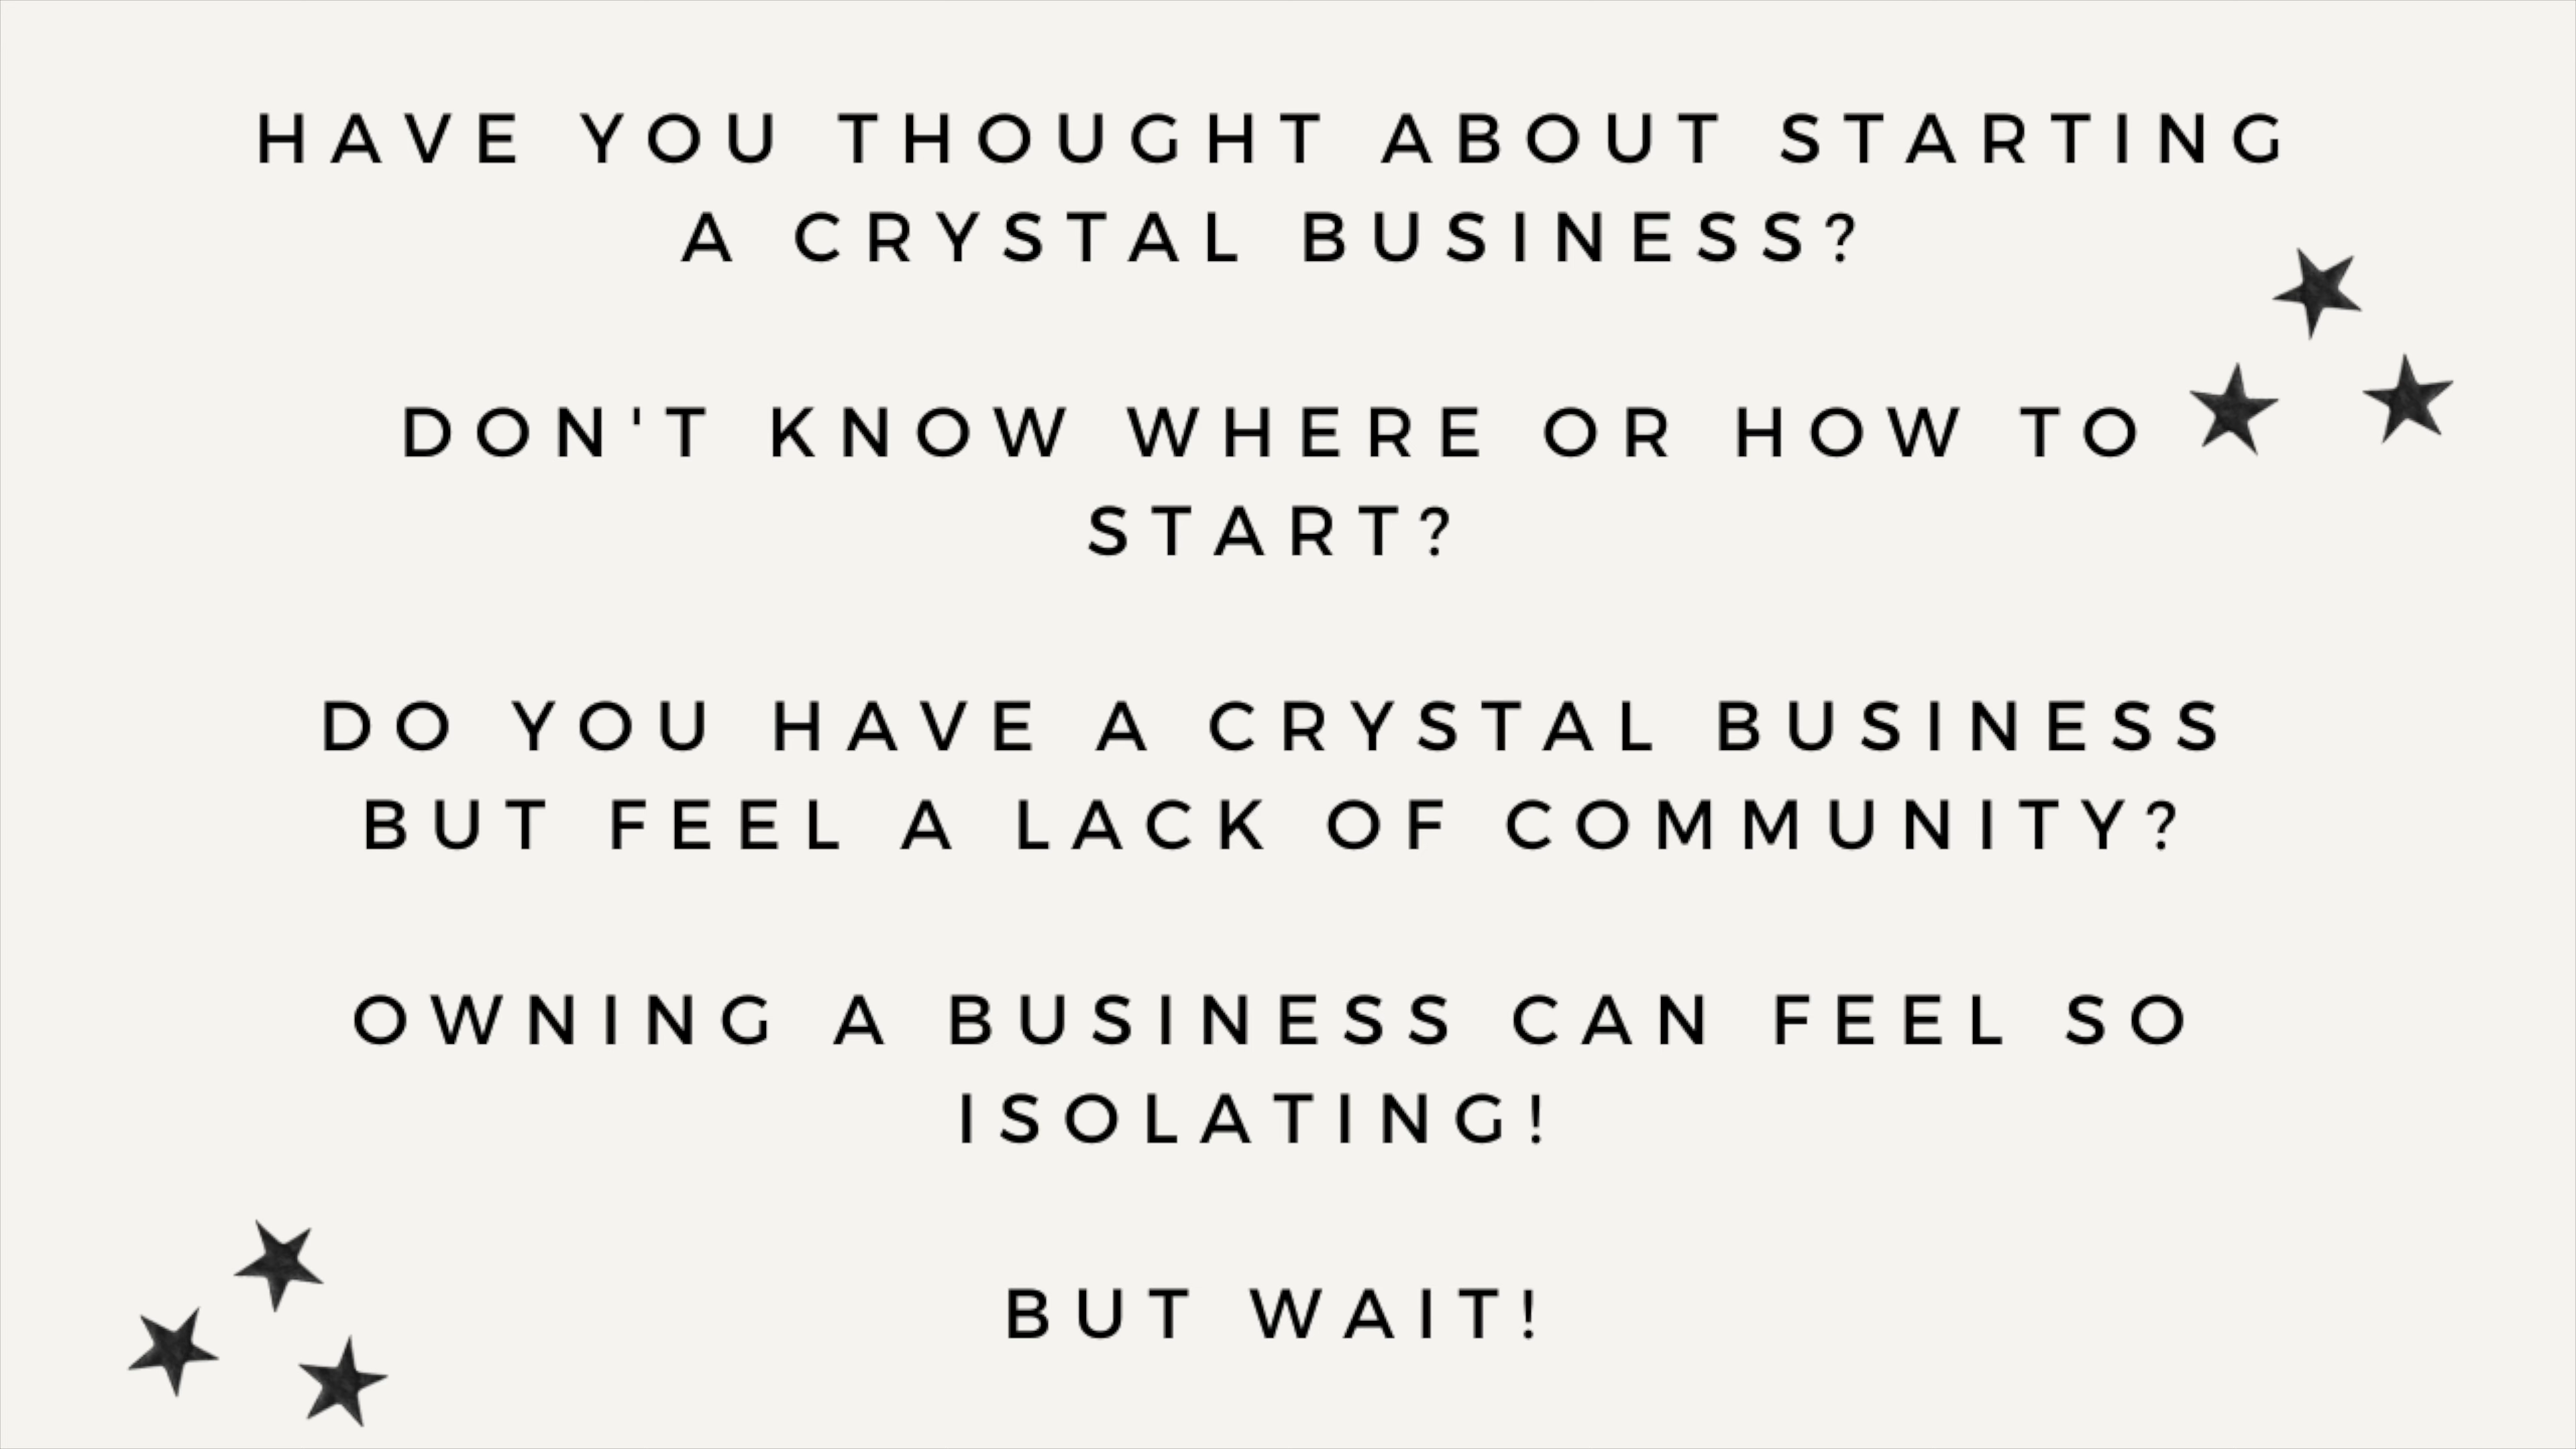 HAVE YOU THOUGHT ABOUT STARTING
A CRYSTAL BUSINESS?
DON'T KNOW WHERE OR HOW TO
START?
DO YOU HAVE A CRYSTAL BUSINESS
BUT FEEL A LACK OF COMMUNITY?
OWNING A BUSINESS CAN FEEL SO
ISOLATING!
BUT WAIT!